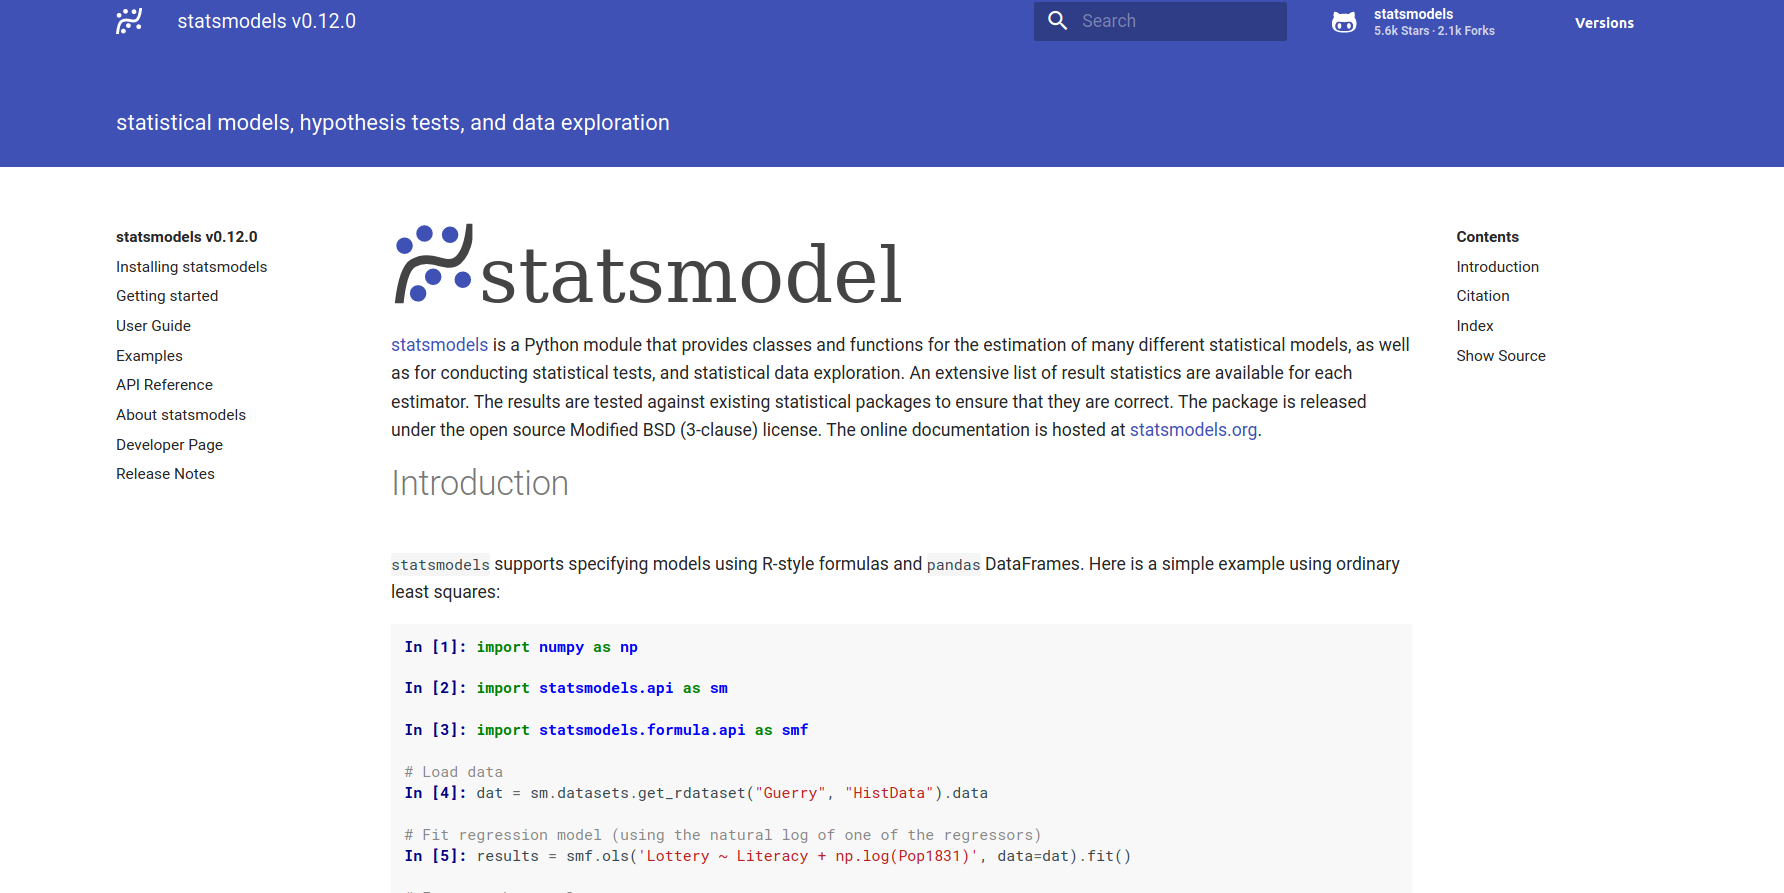 statsmodels v0.12.0
Search
statsmodels
5.6k Stars · 2.1k Forks
Versions
statistical models, hypothesis tests, and data exploration
statsmodels v0.12.0
Installing statsmodels
Getting started
User Guide
Examples
API Reference
About statsmodels
Developer Page
Release Notes
statsmodel
statsmodels is a Python module that provides classes and functions for the estimation of many different statistical models, as well
as for conducting statistical tests, and statistical data exploration. An extensive list of result statistics are available for each
estimator. The results are tested against existing statistical packages to ensure that they are correct. The package is released
under the open source Modified BSD (3-clause) license. The online documentation is hosted at statsmodels.org.
Introduction
statsmodels supports specifying models using R-style formulas and pandas DataFrames. Here is a simple example using ordinary
least squares:
In [1]: import numpy as np
In [2]: import statsmodels.api as sm
In [3]: import statsmodels.formula.api as smf
# Load data
In [4]: dat = sm.datasets.get_rdataset("Guerry", "HistData").data
# Fit regression model (using the natural log of one of the regressors)
In [5]: results = smf.ols('Lottery ~ Literacy + np.log(Pop1831)', data=dat).fit()
Contents
Introduction
Citation
Index
Show Source